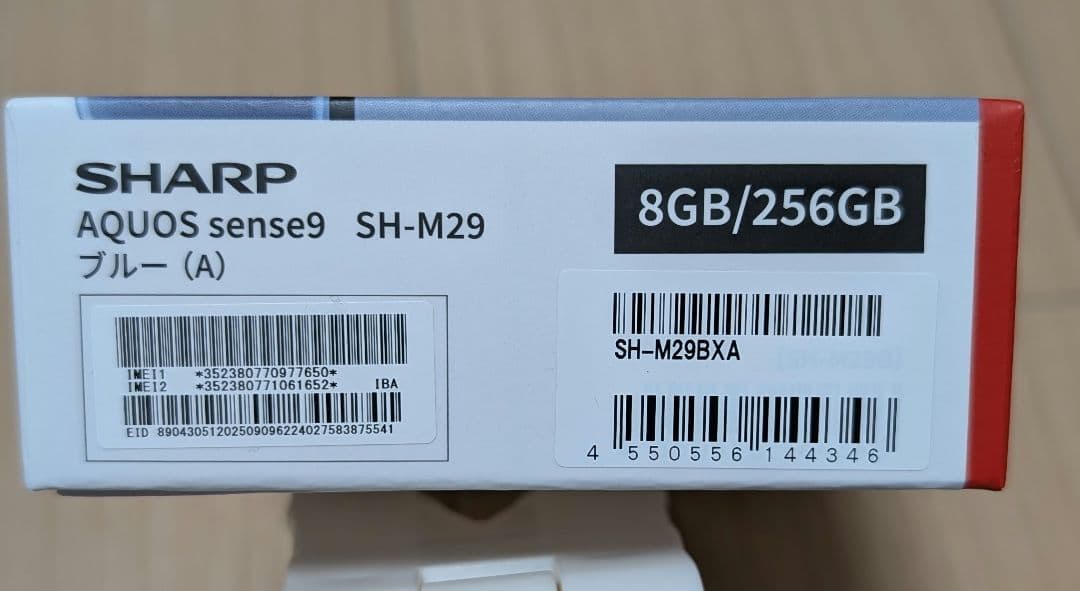 SHARP
AQUOS sense9 SH-M29
ブルー（A）
8GB/256GB
IMEI1 *352380770977650*
IMEI2 *352380771061652* IBA
EID 89043051202509096224027583875541
SH-M29BXA
4 550556 144346